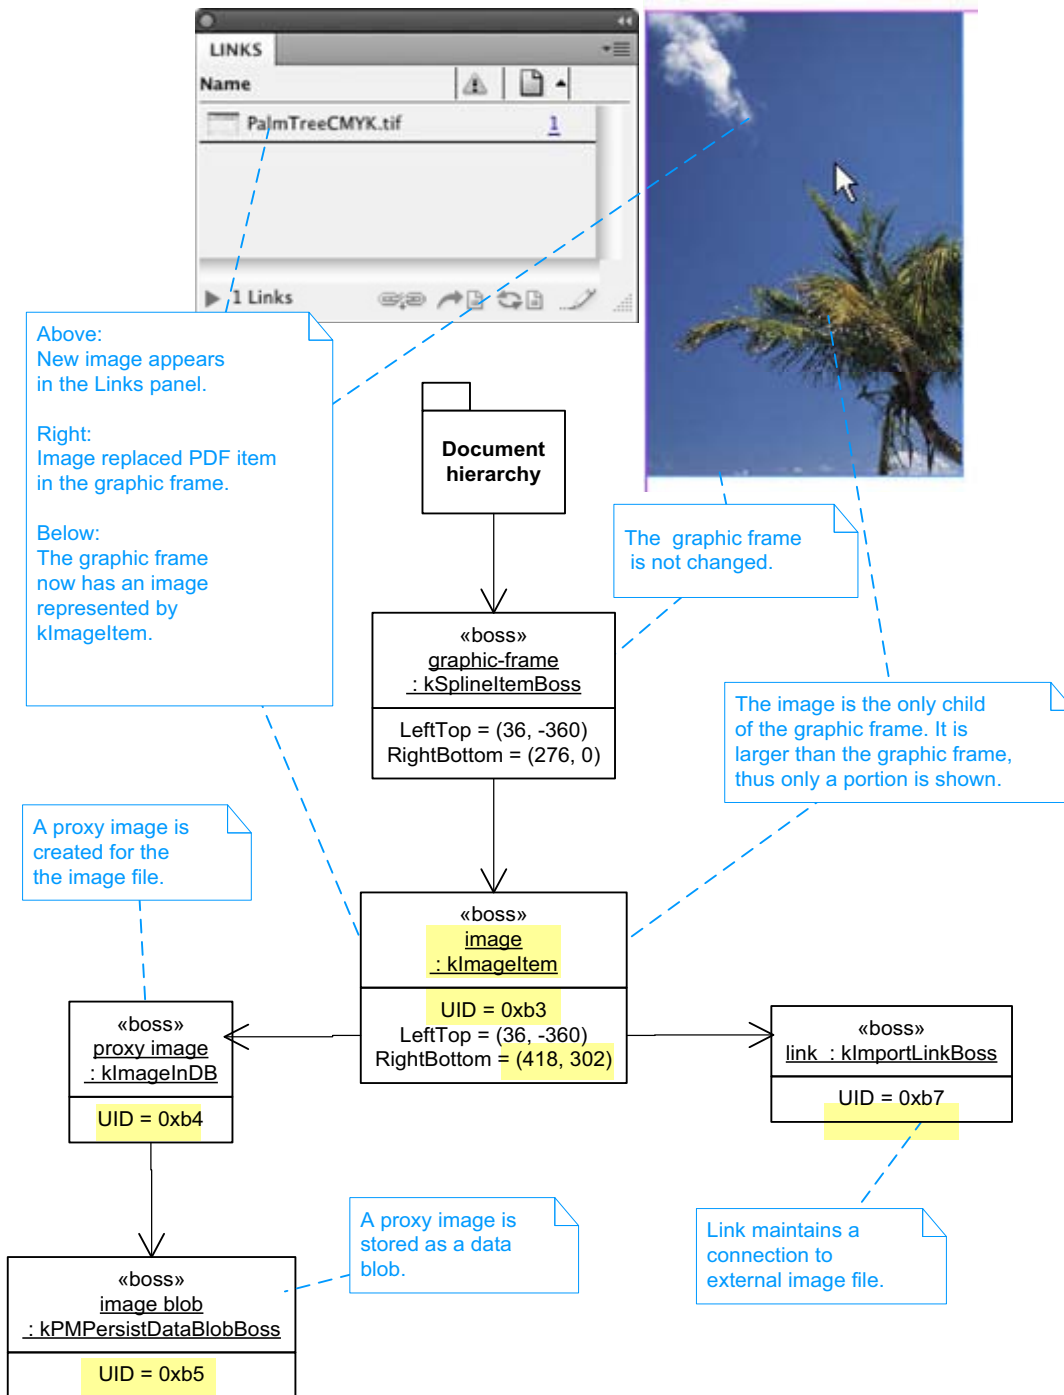 LINKS
Name
PalmTreeCMYK.tif 1
1 Links
Above:
New image appears
in the Links panel.
Right:
Image replaced PDF item
in the graphic frame.
Below:
The graphic frame
now has an image
represented by
kImageItem.
Document
hierarchy
The graphic frame
is not changed.
«boss»
graphic-frame
: kSplineItemBoss
LeftTop = (36, -360)
RightBottom = (276, 0)
The image is the only child
of the graphic frame. It is
larger than the graphic frame,
thus only a portion is shown.
A proxy image is
created for the
the image file.
«boss»
image
: kImageItem
UID = 0xb3
LeftTop = (36, -360)
RightBottom = (418, 302)
«boss»
proxy image
: kImageInDB
UID = 0xb4
«boss»
link : kImportLinkBoss
UID = 0xb7
A proxy image is
stored as a data
blob.
Link maintains a
connection to
external image file.
«boss»
image blob
: kPMPersistDataBlobBoss
UID = 0xb5